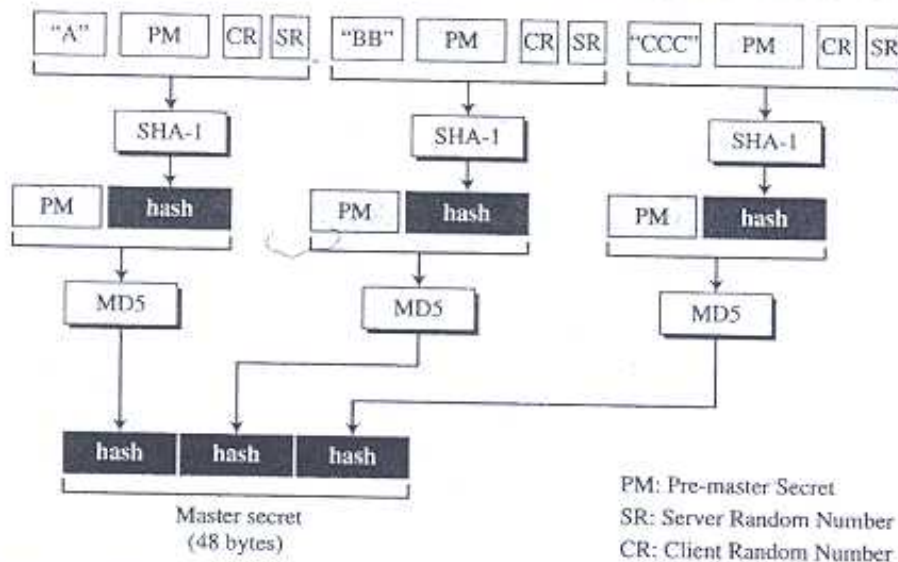 "A" PM CR SR "BB" PM CR SR "CCC" PM CR SR
SHA-1 SHA-1 SHA-1
PM hash PM hash PM hash
MD5 MD5 MD5
hash hash hash
Master secret
(48 bytes)
PM: Pre-master Secret
SR: Server Random Number
CR: Client Random Number